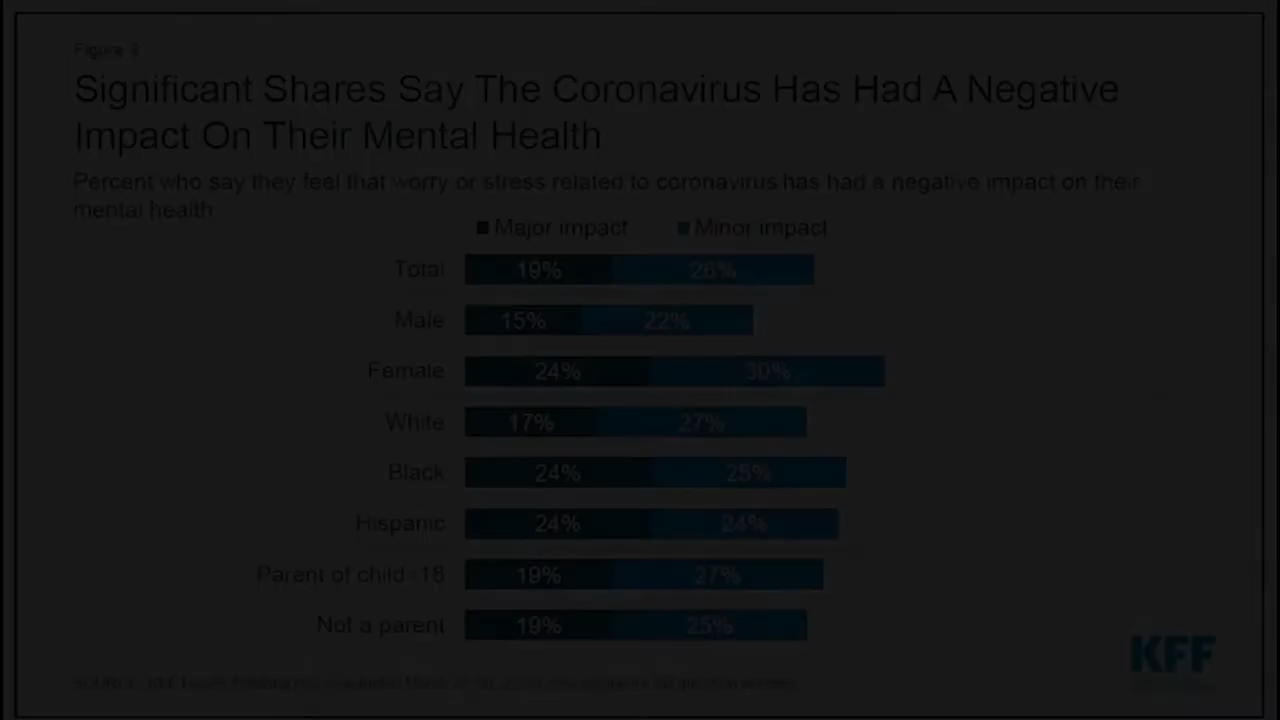 Figure
Significant Shares Say The Coronavirus Has Had A Negative
Impact On Their Mental Health
Percent who say they feel that worry or stress related to coronavirus has had a negative impact on their
mental health
Major impact Minor impact
Total 19% 26%
Male 15% 22%
Female 24% 30%
White 17% 27%
Black 24% 25%
Hispanic 24% 24%
Parent of child <18 19% 27%
Not a parent 19% 25%
KFF